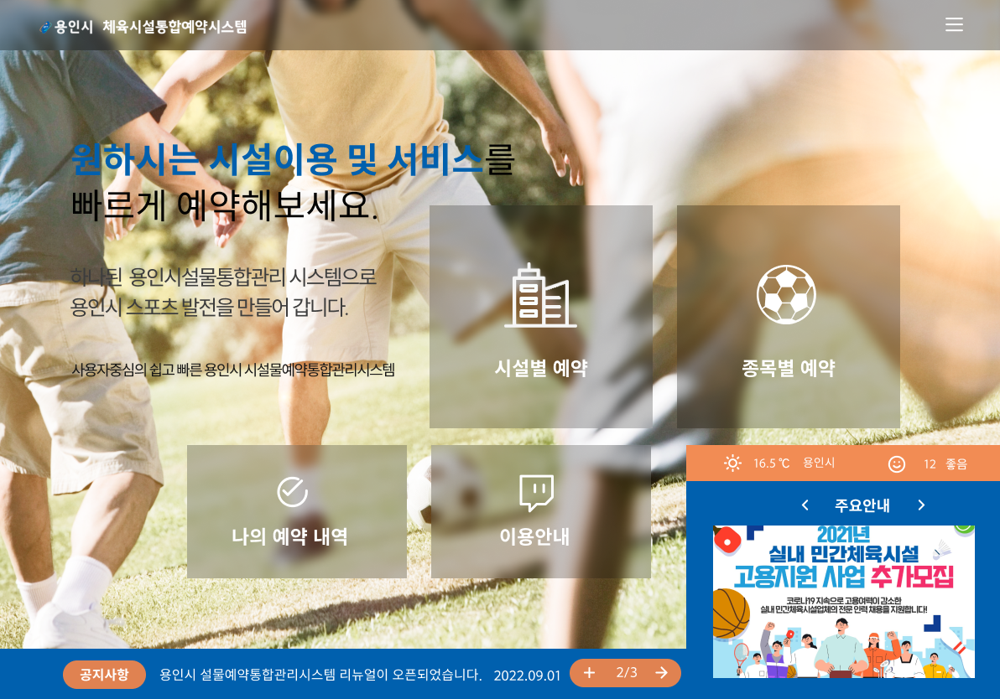 용인시 체육시설통합예약시스템
원하시는 시설이용 및 서비스를
빠르게 예약해보세요.
하나된 용인시설물통합관리 시스템으로
용인시 스포츠 발전을 만들어 갑니다.
사용자중심의 쉽고 빠른 용인시 시설물예약통합관리시스템
시설별 예약
종목별 예약
나의 예약 내역
이용안내
16.5 ℃ 용인시 12 좋음
주요안내
2021년
실내 민간체육시설
고용지원 사업 추가모집
코로나19 지속으로 고용여력이 감소한
실내 민간체육시설업체의 전문 인력 채용을 지원합니다!
공지사항 용인시 설물예약통합관리시스템 리뉴얼이 오픈되었습니다. 2022.09.01 2/3